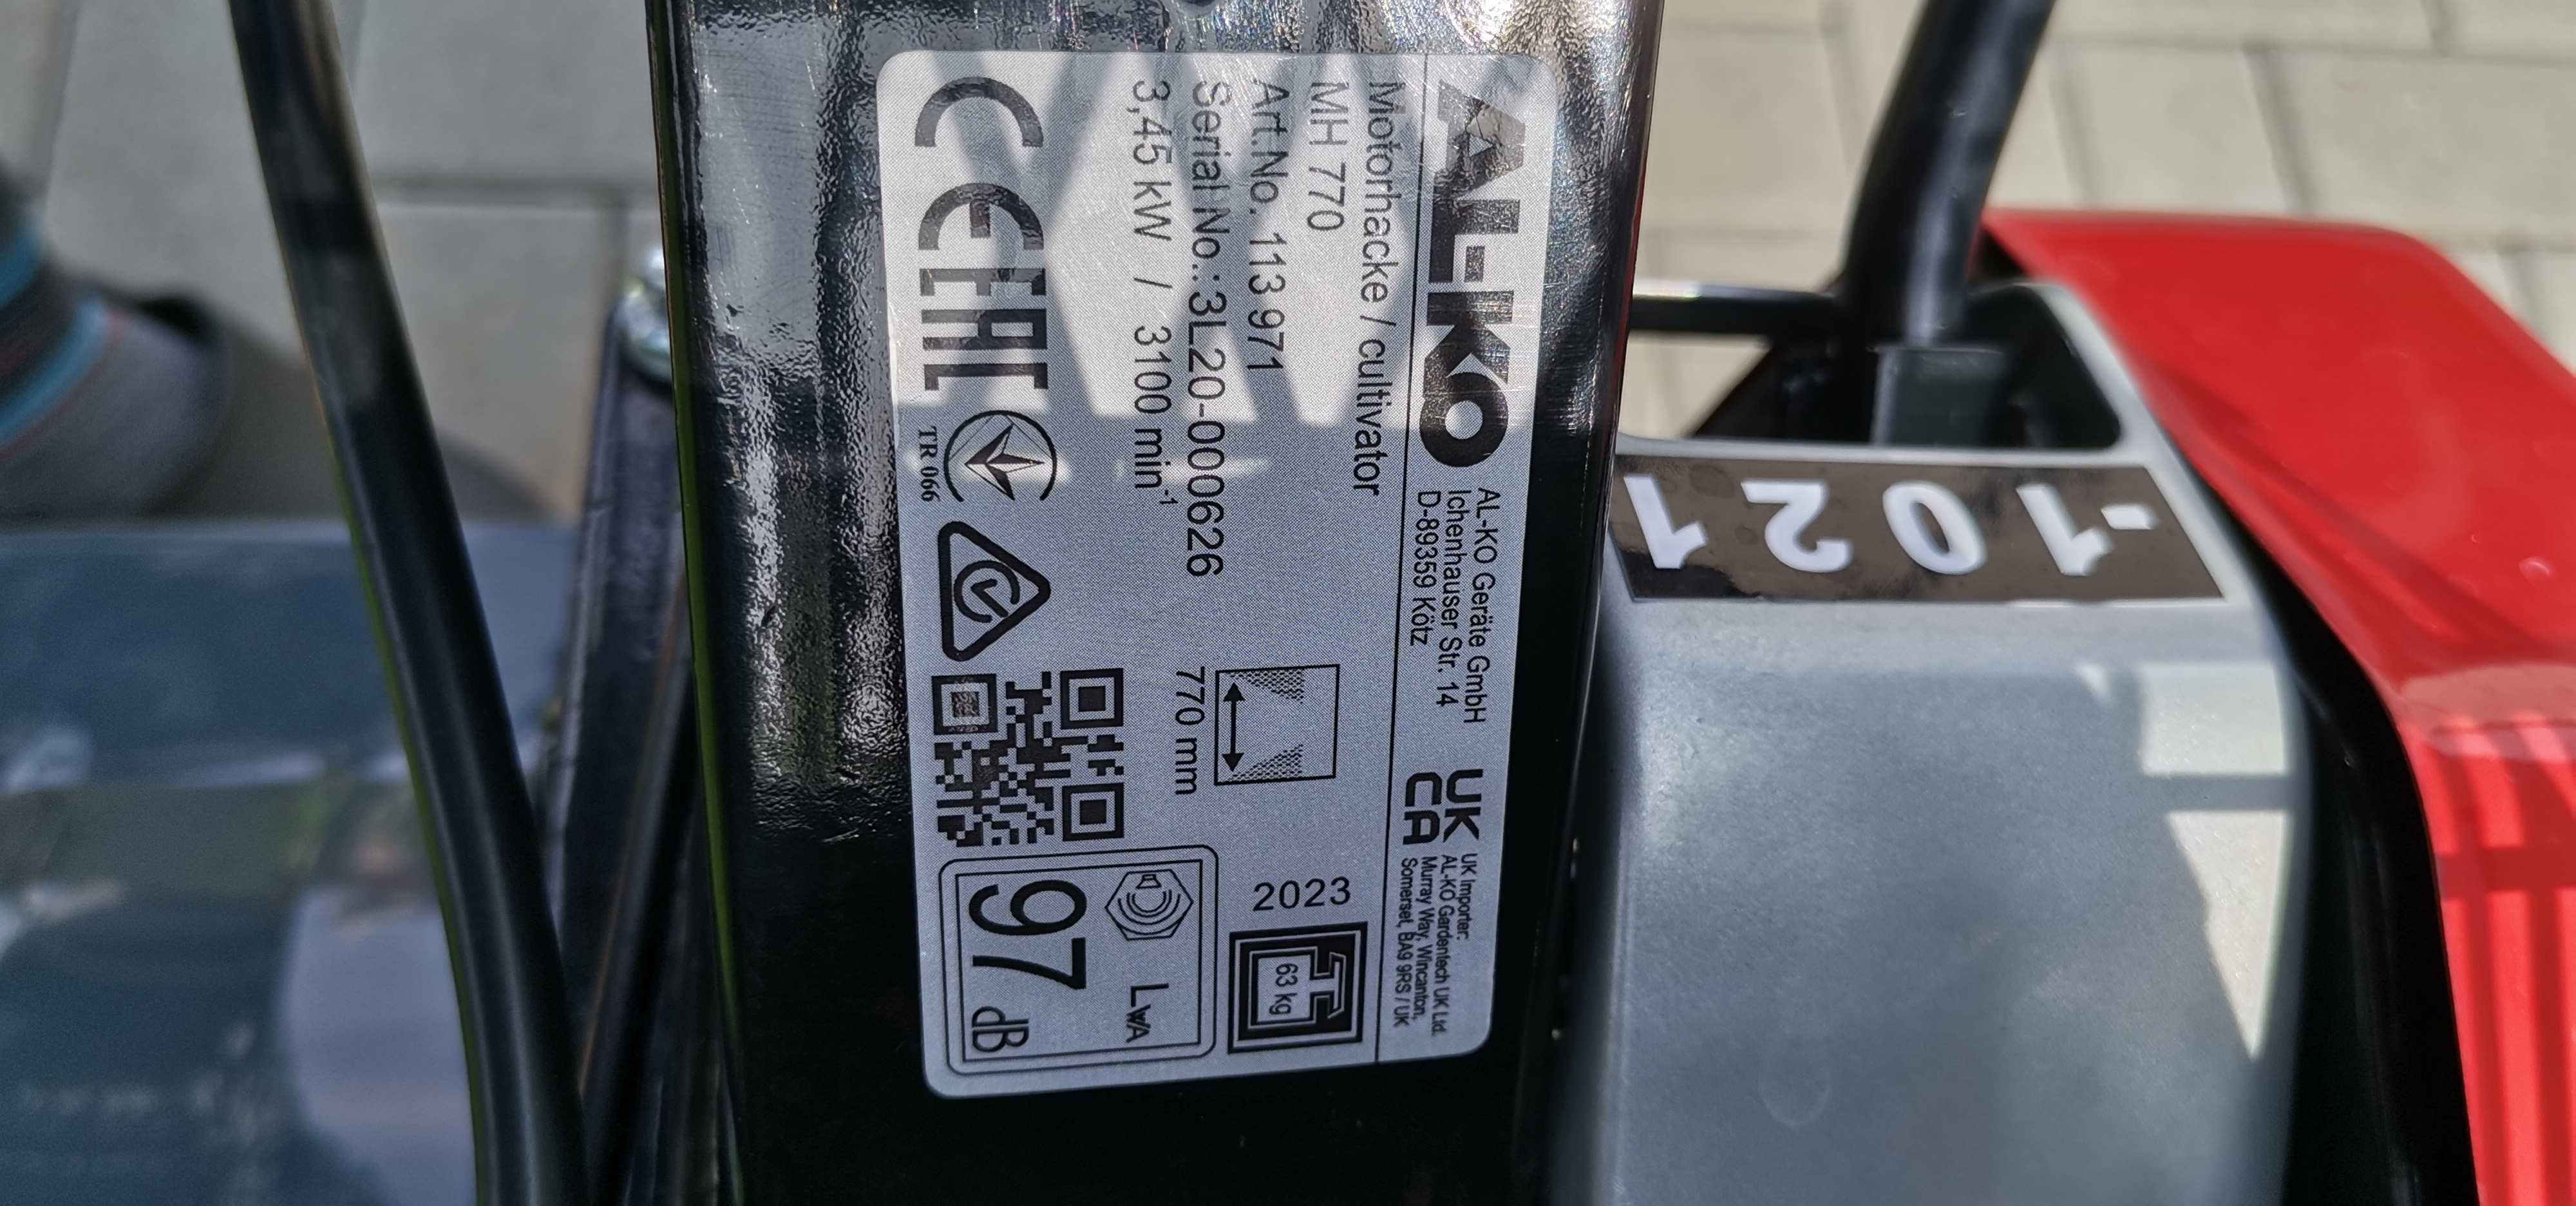 AL-KO
AL-KO Geräte GmbH
Ichenhauser Str. 14
D-89359 Kötz
UK
CA
UK Importer:
AL-KO Gardentech UK Ltd.
Murray Way, Wincanton,
Somerset, BA9 9RS / UK
Motorhacke / cultivator
MH 770
Art.No. 113 971
Serial No.:3L20-000626
3,45 kW / 3100 min-1
770 mm
2023
63 kg
CE EAC
TR 066
LWA
97 dB
-1021